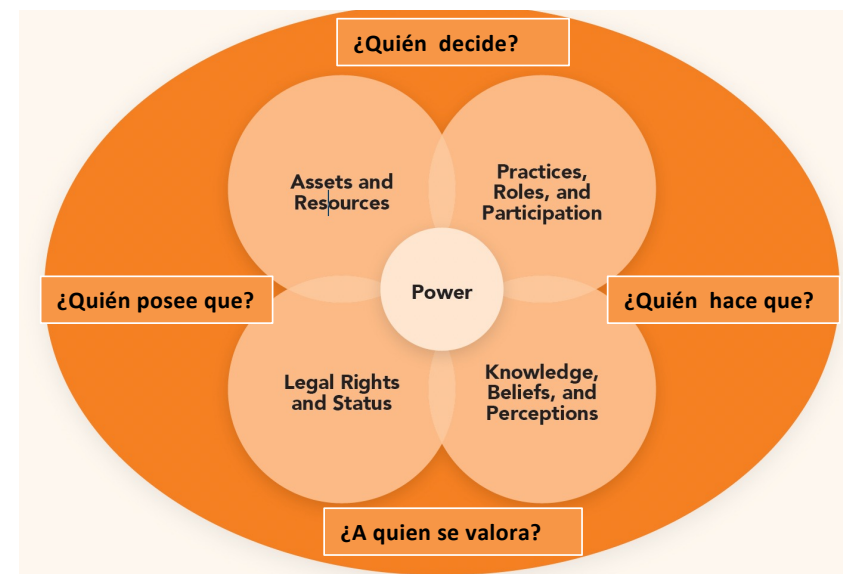 ¿Quién decide?
Assets and
Resources
Practices,
Roles, and
Participation
Power
¿Quién posee que?
¿Quién hace que?
Legal Rights
and Status
Knowledge,
Beliefs, and
Perceptions
¿A quien se valora?